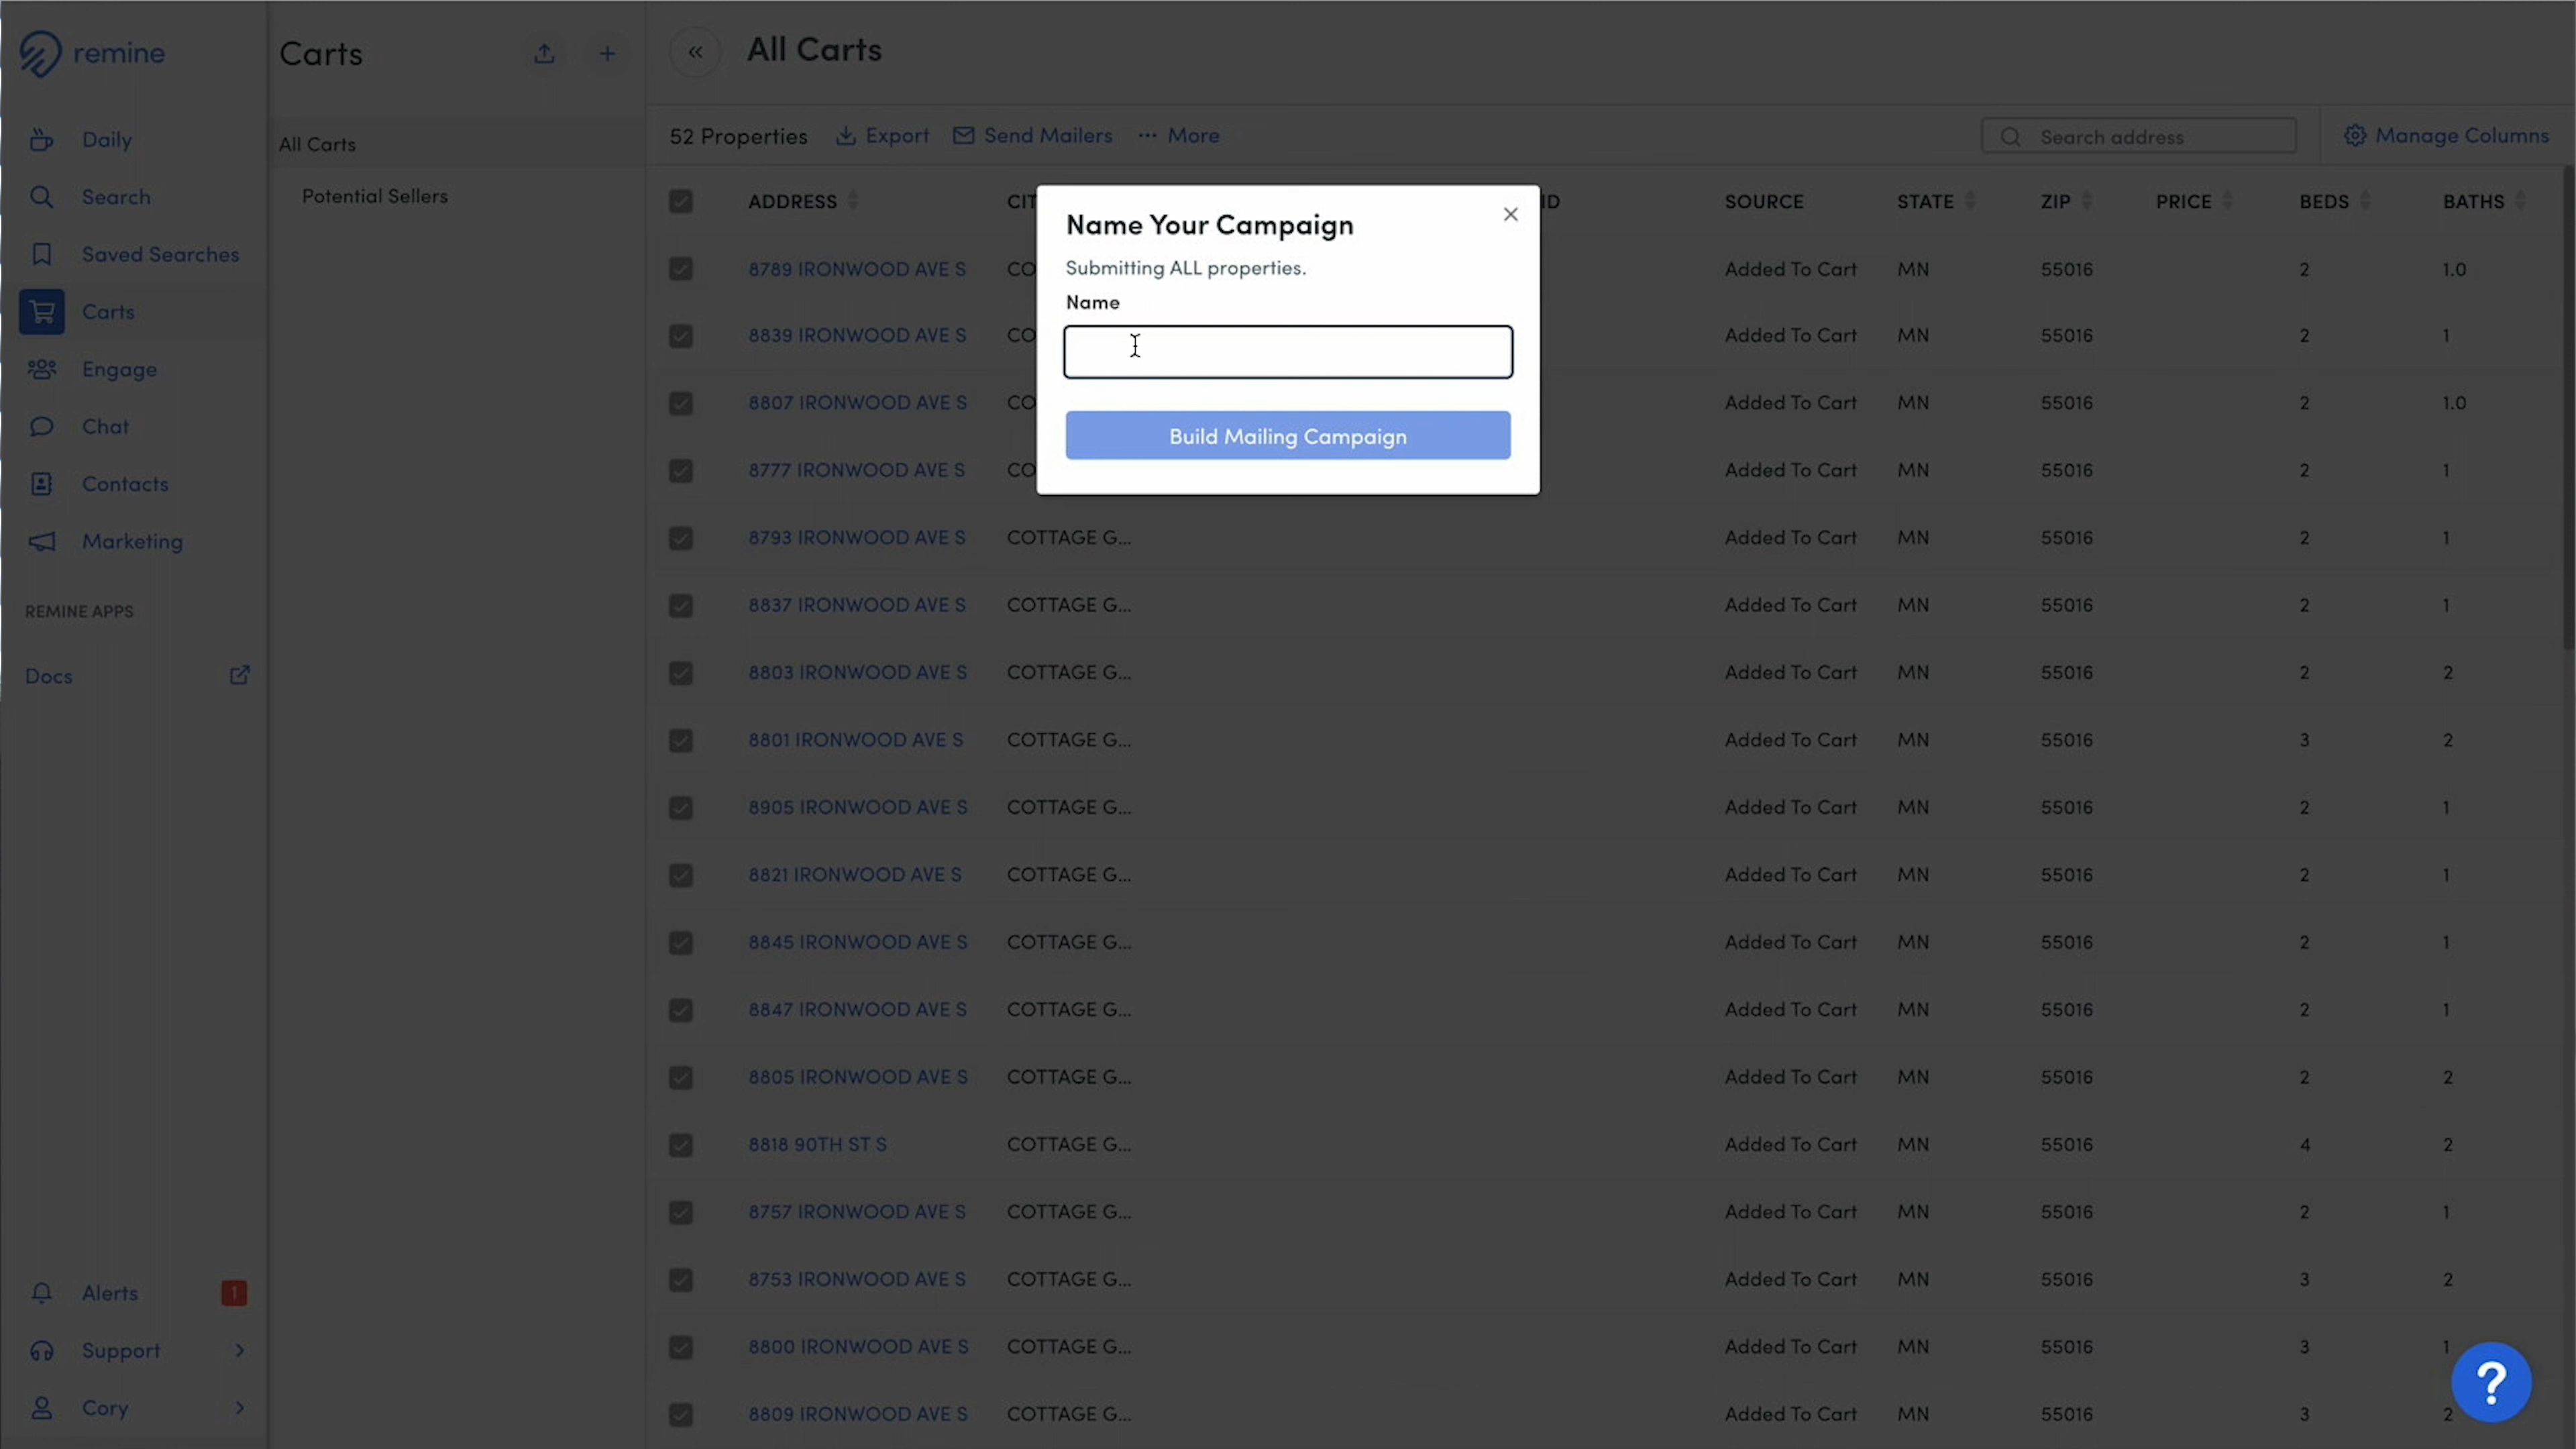 remine
Daily
Search
Saved Searches
Carts
Engage
Chat
Contacts
Marketing
REMINE APPS
Docs
Alerts 1
Support
Cory
Carts
All Carts
Potential Sellers
All Carts
52 Properties Export Send Mailers ··· More Search address Manage Columns
ADDRESS CIT ID SOURCE STATE ZIP PRICE BEDS BATHS
8789 IRONWOOD AVE S CO Added To Cart MN 55016 2 1.0
8839 IRONWOOD AVE S CO Added To Cart MN 55016 2 1
8807 IRONWOOD AVE S CO Added To Cart MN 55016 2 1.0
8777 IRONWOOD AVE S CO Added To Cart MN 55016 2 1
8793 IRONWOOD AVE S COTTAGE G... Added To Cart MN 55016 2 1
8837 IRONWOOD AVE S COTTAGE G... Added To Cart MN 55016 2 1
8803 IRONWOOD AVE S COTTAGE G... Added To Cart MN 55016 2 2
8801 IRONWOOD AVE S COTTAGE G... Added To Cart MN 55016 3 2
8905 IRONWOOD AVE S COTTAGE G... Added To Cart MN 55016 2 1
8821 IRONWOOD AVE S COTTAGE G... Added To Cart MN 55016 2 1
8845 IRONWOOD AVE S COTTAGE G... Added To Cart MN 55016 2 1
8847 IRONWOOD AVE S COTTAGE G... Added To Cart MN 55016 2 1
8805 IRONWOOD AVE S COTTAGE G... Added To Cart MN 55016 2 2
8818 90TH ST S COTTAGE G... Added To Cart MN 55016 4 2
8757 IRONWOOD AVE S COTTAGE G... Added To Cart MN 55016 2 1
8753 IRONWOOD AVE S COTTAGE G... Added To Cart MN 55016 3 2
8800 IRONWOOD AVE S COTTAGE G... Added To Cart MN 55016 3 1
8809 IRONWOOD AVE S COTTAGE G... Added To Cart MN 55016 3 2
Name Your Campaign
Submitting ALL properties.
Name
Build Mailing Campaign
?